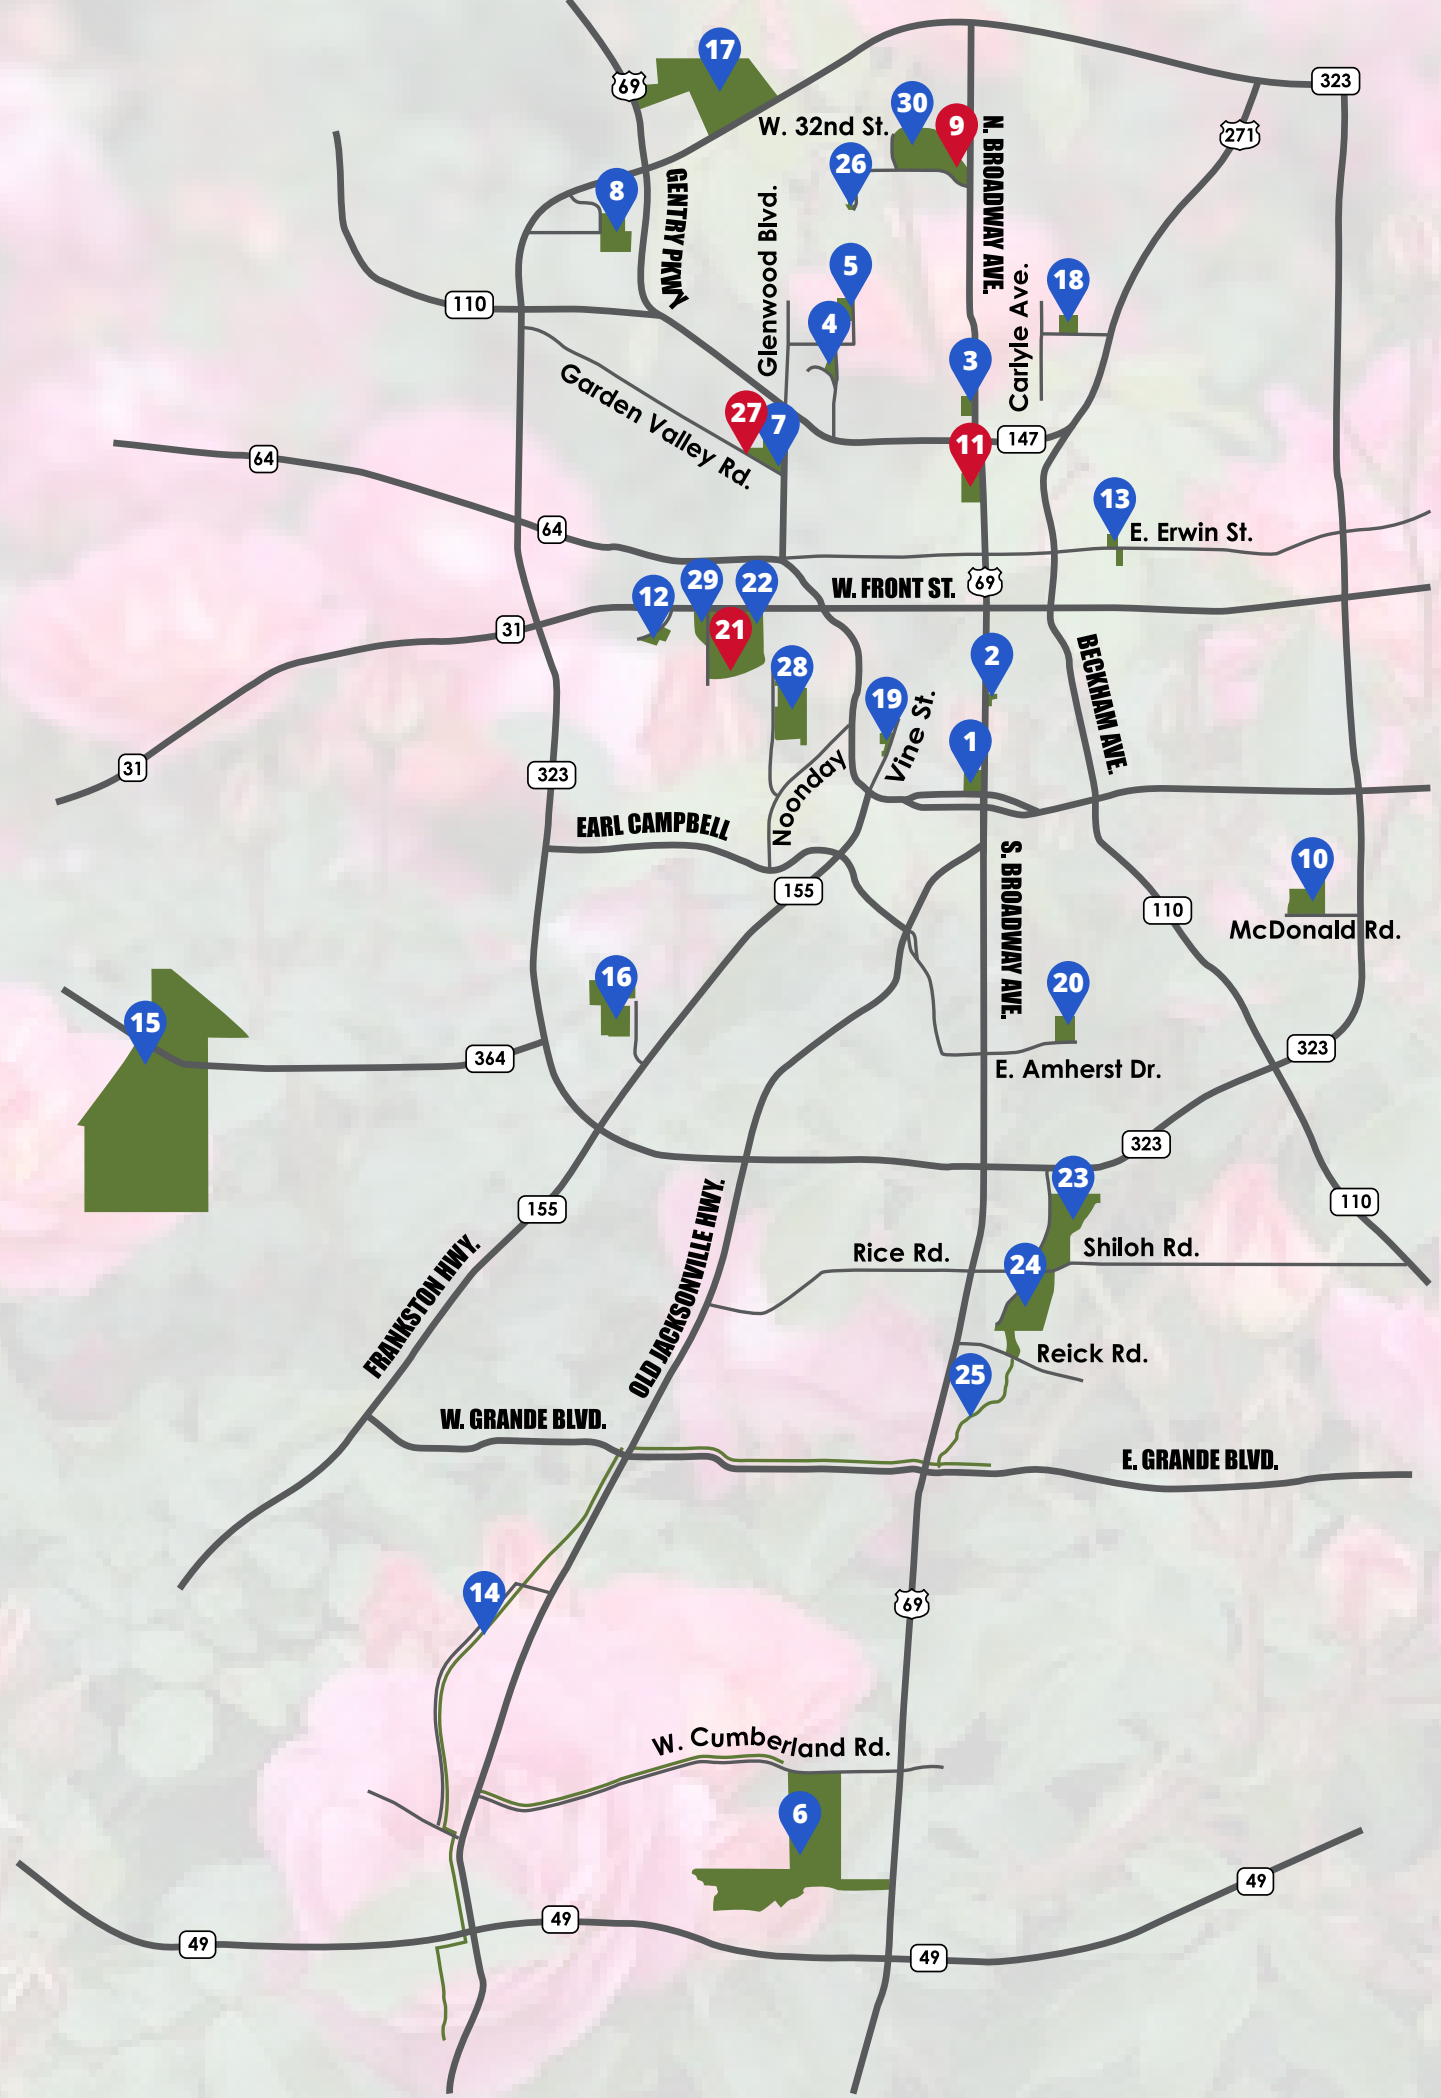 17
69
323
30
W. 32nd St.
9
N. BROADWAY AVE.
271
26
GENTRY PKWY
8
Glenwood Blvd.
5
18
Carlyle Ave.
110
4
3
Garden Valley Rd.
27
7
147
11
64
64
13
E. Erwin St.
69
29
22
12
W. FRONT ST.
31
21
BECKHAM AVE.
2
28
19
Vine St.
1
31
323
Noonday
EARL CAMPBELL
155
S. BROADWAY AVE.
10
110
McDonald Rd.
16
20
15
364
323
E. Amherst Dr.
323
23
155
OLD JACKSONVILLE HWY.
110
FRANKSTON HWY.
Rice Rd.
Shiloh Rd.
24
Reick Rd.
25
W. GRANDE BLVD.
E. GRANDE BLVD.
14
69
W. Cumberland Rd.
6
49
49
49
49